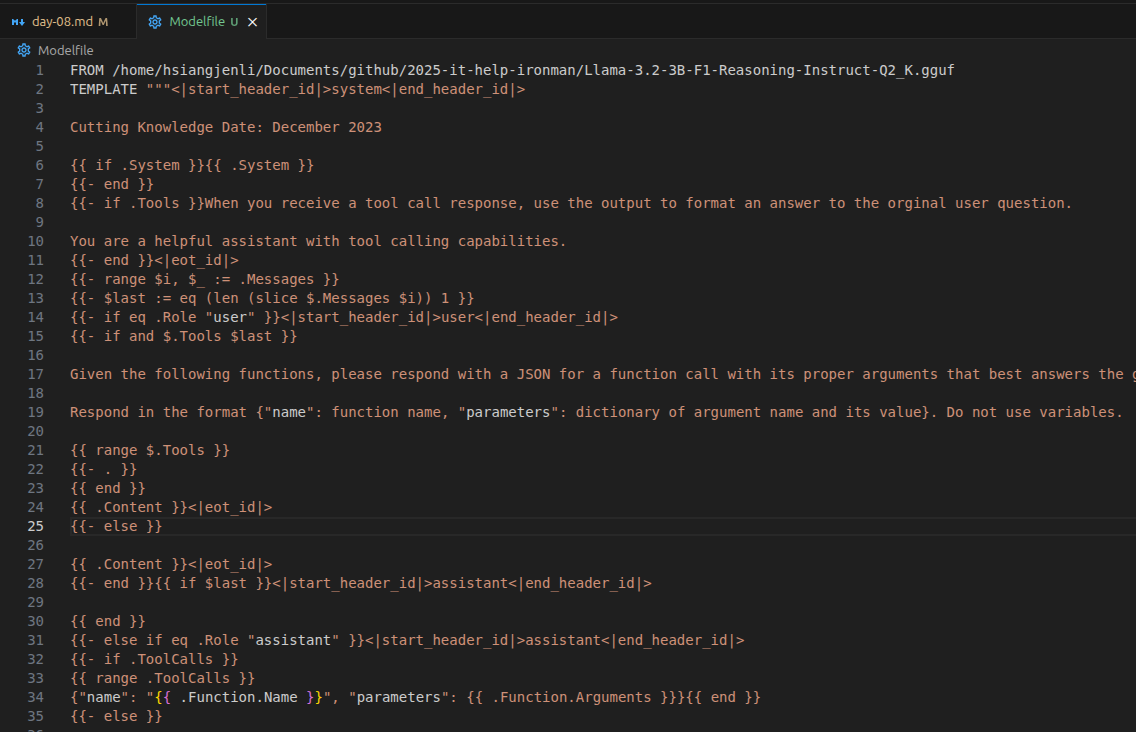 day-08.md M
Modelfile U
Modelfile
1 FROM /home/hsiangjenli/Documents/github/2025-it-help-ironman/Llama-3.2-3B-F1-Reasoning-Instruct-Q2_K.gguf
2 TEMPLATE """<|start_header_id|>system<|end_header_id|>
3
4 Cutting Knowledge Date: December 2023
5
6 {{ if .System }}{{ .System }}
7 {{- end }}
8 {{- if .Tools }}When you receive a tool call response, use the output to format an answer to the orginal user question.
9
10 You are a helpful assistant with tool calling capabilities.
11 {{- end }}<|eot_id|>
12 {{- range $i, $_ := .Messages }}
13 {{- $last := eq (len (slice $.Messages $i)) 1 }}
14 {{- if eq .Role "user" }}<|start_header_id|>user<|end_header_id|>
15 {{- if and $.Tools $last }}
16
17 Given the following functions, please respond with a JSON for a function call with its proper arguments that best answers the
18
19 Respond in the format {"name": function name, "parameters": dictionary of argument name and its value}. Do not use variables.
20
21 {{ range $.Tools }}
22 {{- . }}
23 {{ end }}
24 {{ .Content }}<|eot_id|>
25 {{- else }}
26
27 {{ .Content }}<|eot_id|>
28 {{- end }}{{ if $last }}<|start_header_id|>assistant<|end_header_id|>
29
30 {{ end }}
31 {{- else if eq .Role "assistant" }}<|start_header_id|>assistant<|end_header_id|>
32 {{- if .ToolCalls }}
33 {{ range .ToolCalls }}
34 {"name": "{{ .Function.Name }}", "parameters": {{ .Function.Arguments }}}{{ end }}
35 {{- else }}